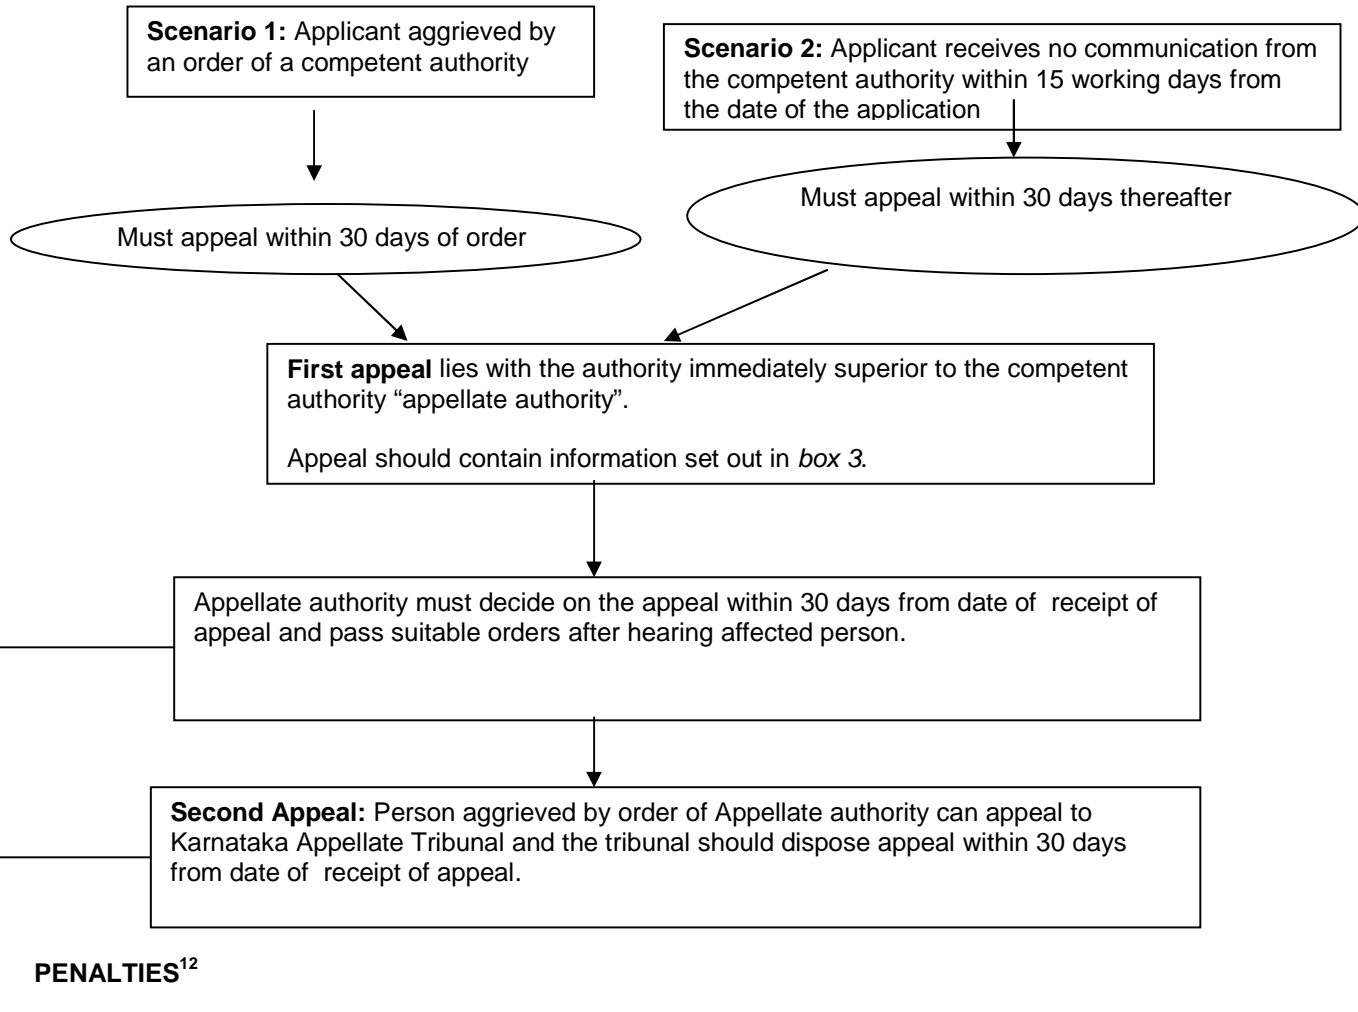 Scenario 1: Applicant aggrieved by
an order of a competent authority
Scenario 2: Applicant receives no communication from
the competent authority within 15 working days from
the date of the application
Must appeal within 30 days of order
Must appeal within 30 days thereafter
First appeal lies with the authority immediately superior to the competent
authority “appellate authority”.
Appeal should contain information set out in box 3.
Appellate authority must decide on the appeal within 30 days from date of receipt of
appeal and pass suitable orders after hearing affected person.
Second Appeal: Person aggrieved by order of Appellate authority can appeal to
Karnataka Appellate Tribunal and the tribunal should dispose appeal within 30 days
from date of receipt of appeal.
PENALTIES12